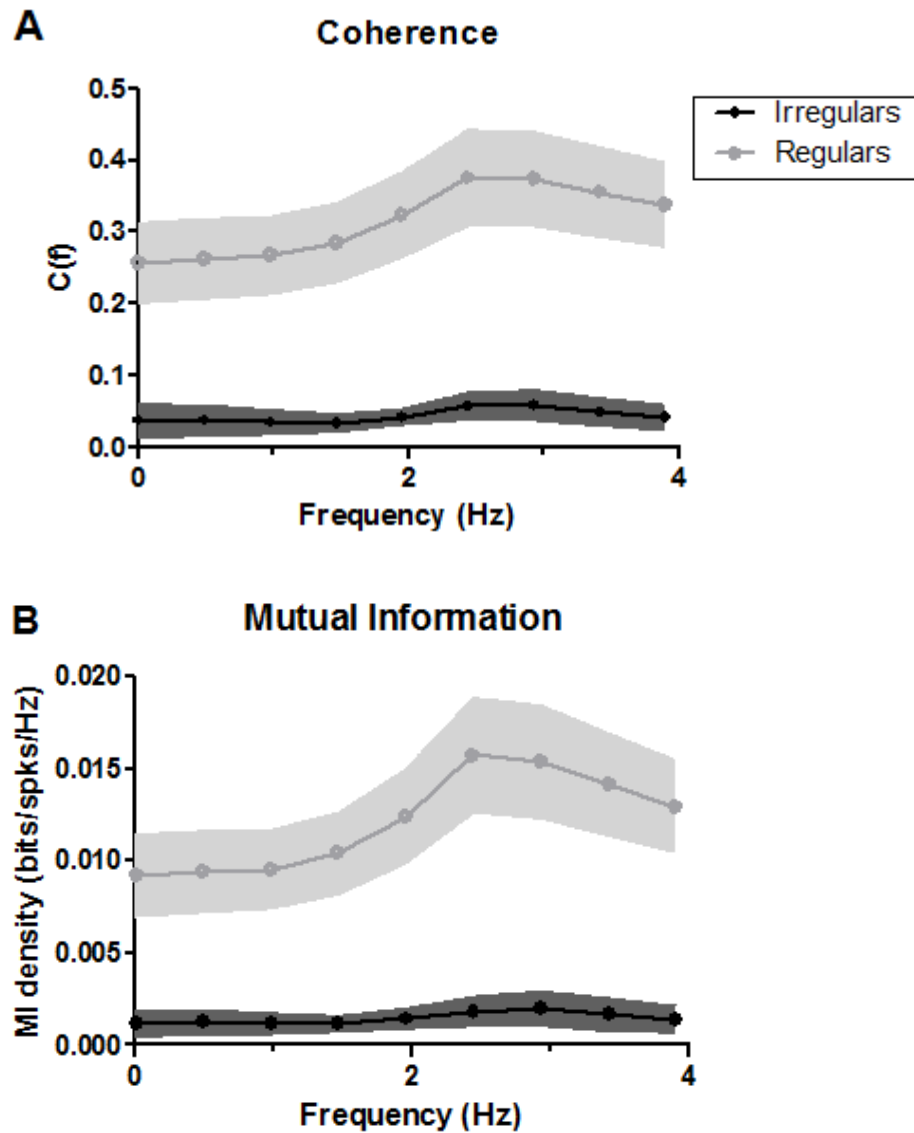 A
Coherence
0.5
0.4
0.3
0.2
0.1
0.0
C(f)
0
2
4
Frequency (Hz)
Irregulars
Regulars
B
Mutual Information
0.020
0.015
0.010
0.005
0.000
MI density (bits/spks/Hz)
0
2
4
Frequency (Hz)